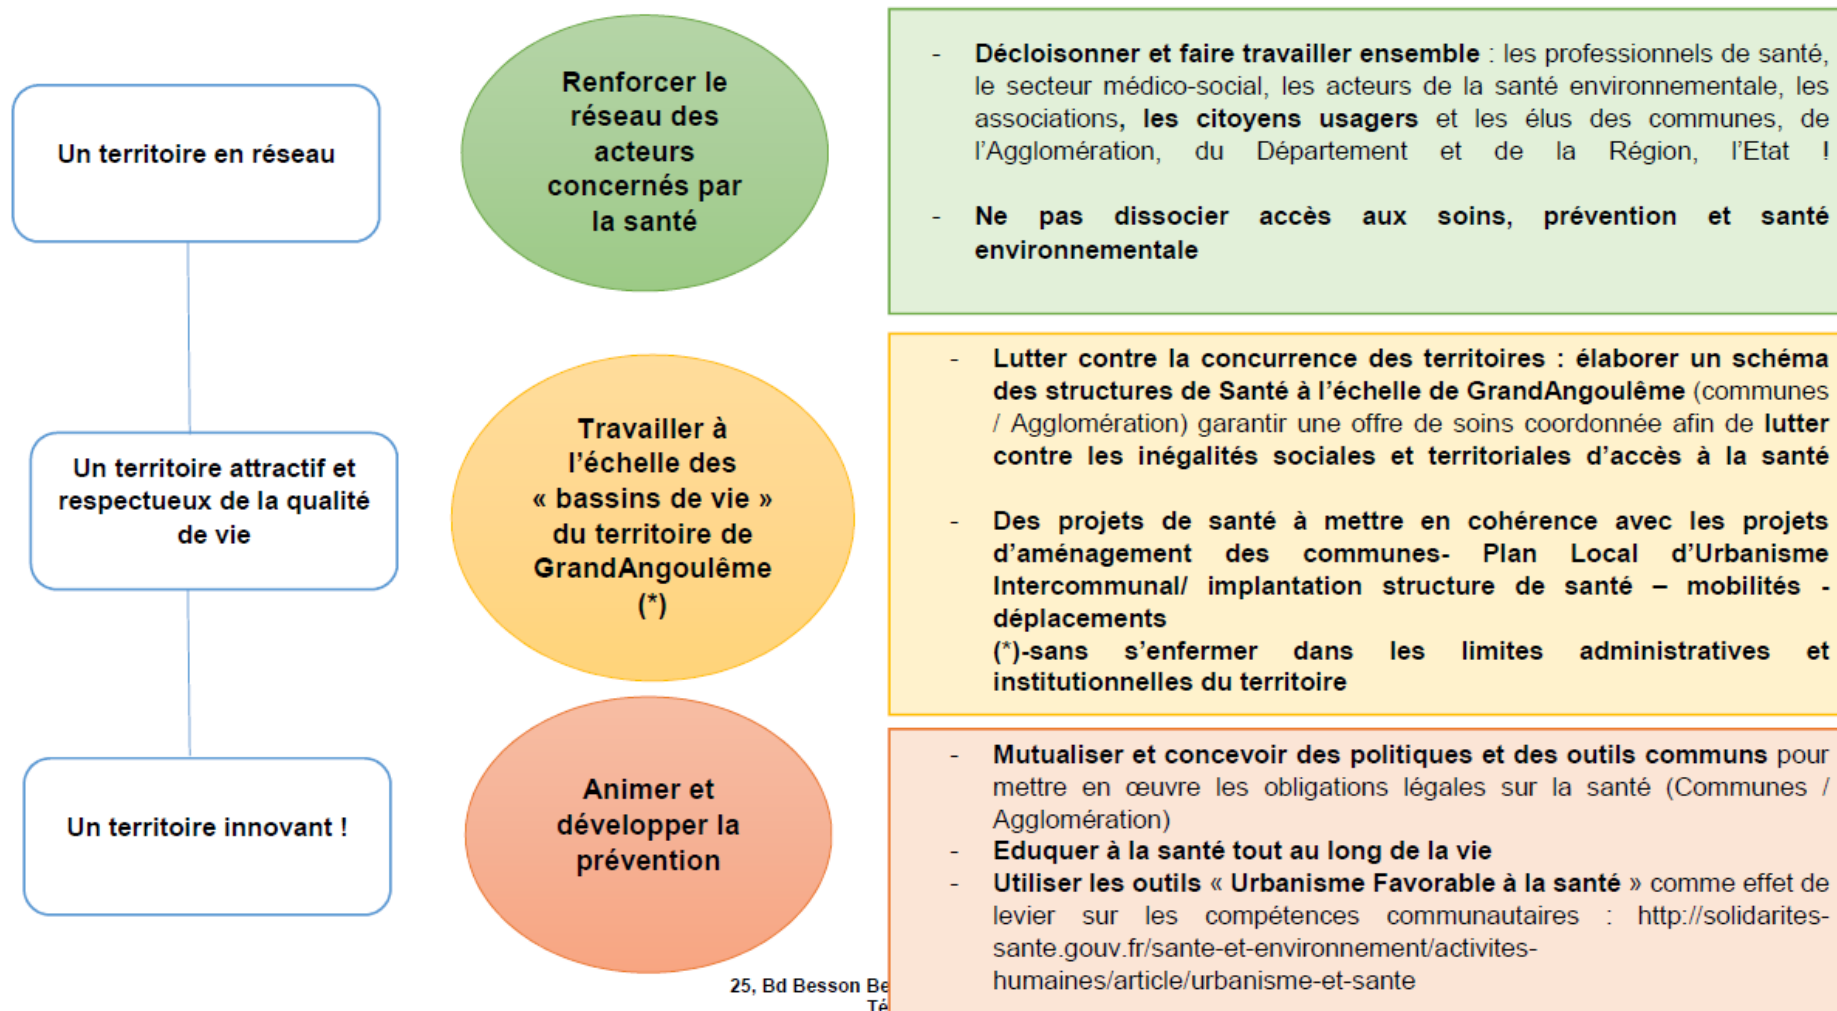 Un territoire en réseau
Renforcer le
réseau des
acteurs
concernés par
la santé
- Décloisonner et faire travailler ensemble : les professionnels de santé,
le secteur médico-social, les acteurs de la santé environnementale, les
associations, les citoyens usagers et les élus des communes, de
l'Agglomération, du Département et de la Région, l'Etat !
- Ne pas dissocier accès aux soins, prévention et santé
environnementale
Un territoire attractif et
respectueux de la qualité
de vie
Travailler à
l'échelle des
« bassins de vie »
du territoire de
GrandAngoulême
(*)
- Lutter contre la concurrence des territoires : élaborer un schéma
des structures de Santé à l'échelle de GrandAngoulême (communes
/ Agglomération) garantir une offre de soins coordonnée afin de lutter
contre les inégalités sociales et territoriales d'accès à la santé
- Des projets de santé à mettre en cohérence avec les projets
d'aménagement des communes- Plan Local d'Urbanisme
Intercommunal/ implantation structure de santé – mobilités -
déplacements
(*)-sans s'enfermer dans les limites administratives et
institutionnelles du territoire
Un territoire innovant !
Animer et
développer la
prévention
- Mutualiser et concevoir des politiques et des outils communs pour
mettre en œuvre les obligations légales sur la santé (Communes /
Agglomération)
- Eduquer à la santé tout au long de la vie
- Utiliser les outils « Urbanisme Favorable à la santé » comme effet de
levier sur les compétences communautaires : http://solidarites-
sante.gouv.fr/sante-et-environnement/activites-
humaines/article/urbanisme-et-sante
25, Bd Besson Be
Té